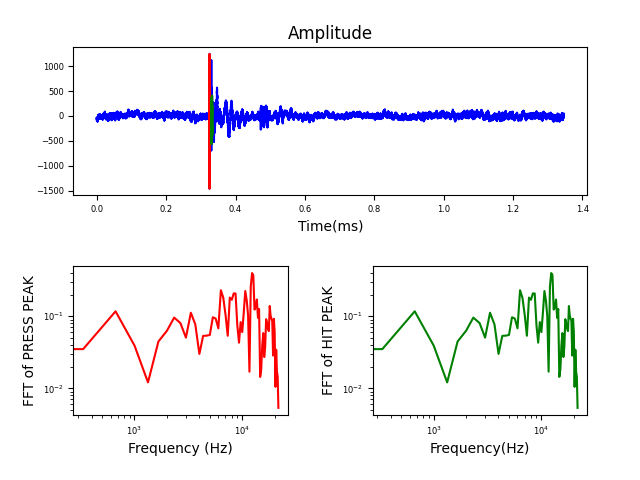 Amplitude
1000
500
0
−500
−1000
−1500
0.0 0.2 0.4 0.6 0.8 1.0 1.2 1.4
Time(ms)
FFT of PRESS PEAK
10⁻¹
10⁻²
10³ 10⁴
Frequency (Hz)
FFT of HIT PEAK
10⁻¹
10⁻²
10³ 10⁴
Frequency(Hz)